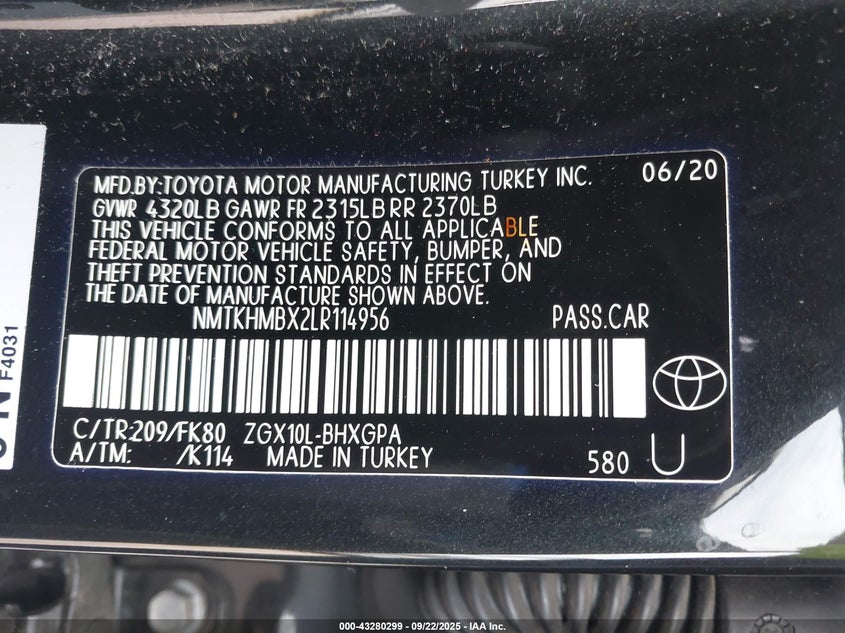 MFD.BY:TOYOTA MOTOR MANUFACTURING TURKEY INC. 06/20
GVWR 4320LB GAWR FR 2315LB RR 2370LB
THIS VEHICLE CONFORMS TO ALL APPLICABLE
FEDERAL MOTOR VEHICLE SAFETY, BUMPER, AND
THEFT PREVENTION STANDARDS IN EFFECT ON
THE DATE OF MANUFACTURE SHOWN ABOVE.
NMTKHMBX2LR114956 PASS.CAR
C/TR:209/FK80 ZGX10L-BHXGPA
A/TM: /K114 MADE IN TURKEY 580 U
F4031
000-43280299 - 09/22/2025 - IAA Inc.